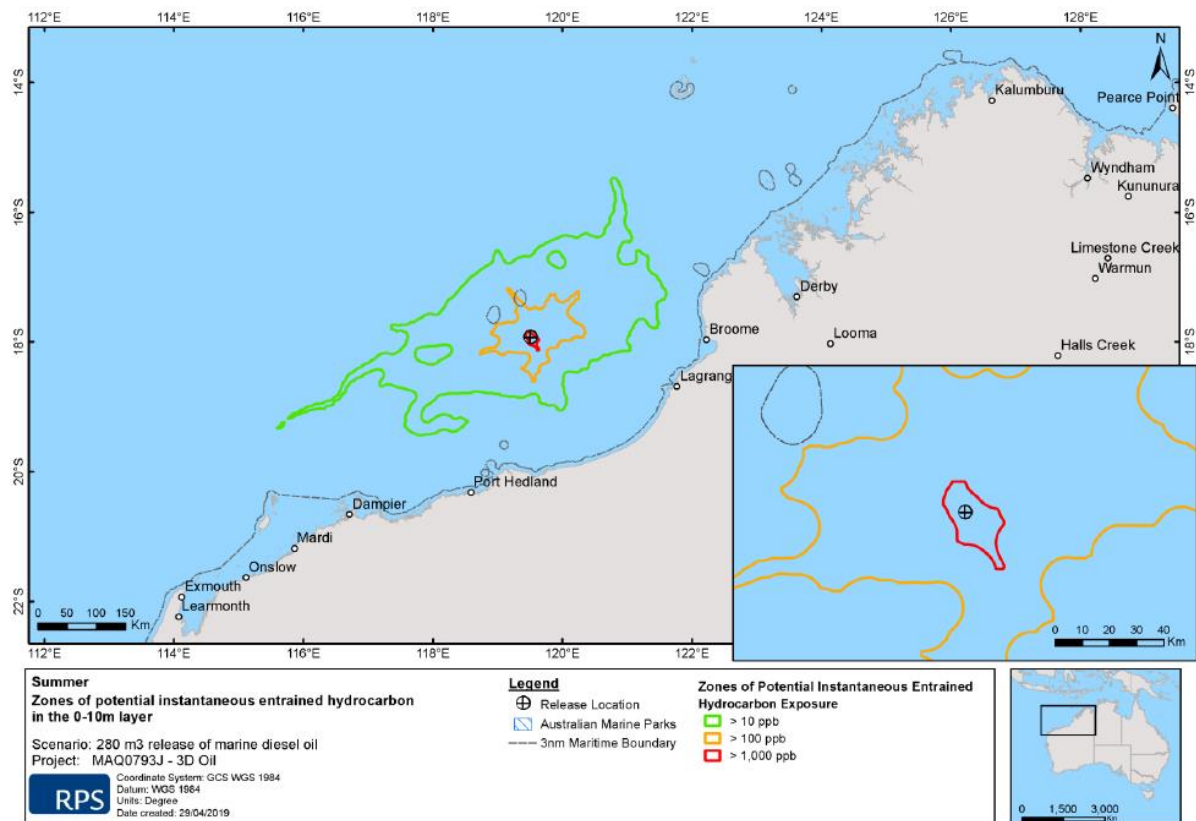 112°E 114°E 116°E 118°E 120°E 122°E 124°E 126°E 128°E
N
14°S 14°S
Kalumburu
Pearce Point
Wyndham
Kununura
16°S 16°S
Limestone Creek
Warmun
Derby
Broome
Looma
18°S 18°S
Halls Creek
Lagrang
20°S
Port Hedland
Dampier
Mardi
Onslow
Exmouth
Learmonth
22°S
0 50 100 150
Km
0 10 20 30 40
Km
112°E 114°E 116°E 118°E 120°E 122°E
Summer
Zones of potential instantaneous entrained hydrocarbon
in the 0-10m layer
Scenario: 280 m3 release of marine diesel oil
Project: MAQ0793J - 3D Oil
RPS
Coordinate System: GCS WGS 1984
Datum: WGS 1984
Units: Degree
Date created: 29/04/2019
Legend
Release Location
Australian Marine Parks
3nm Maritime Boundary
Zones of Potential Instantaneous Entrained
Hydrocarbon Exposure
> 10 ppb
> 100 ppb
> 1,000 ppb
0 1,500 3,000
Km